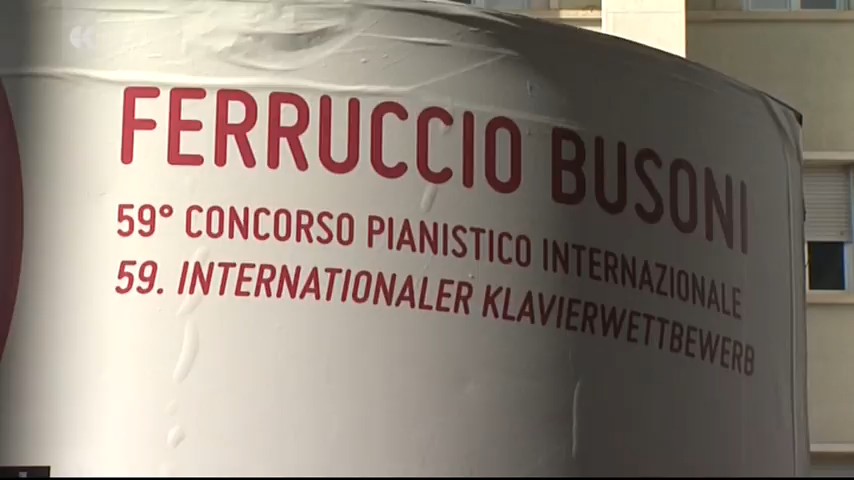 FERRUCCIO BUSONI
59° CONCORSO PIANISTICO INTERNAZIONALE
59. INTERNATIONALER KLAVIERWETTBEWERB